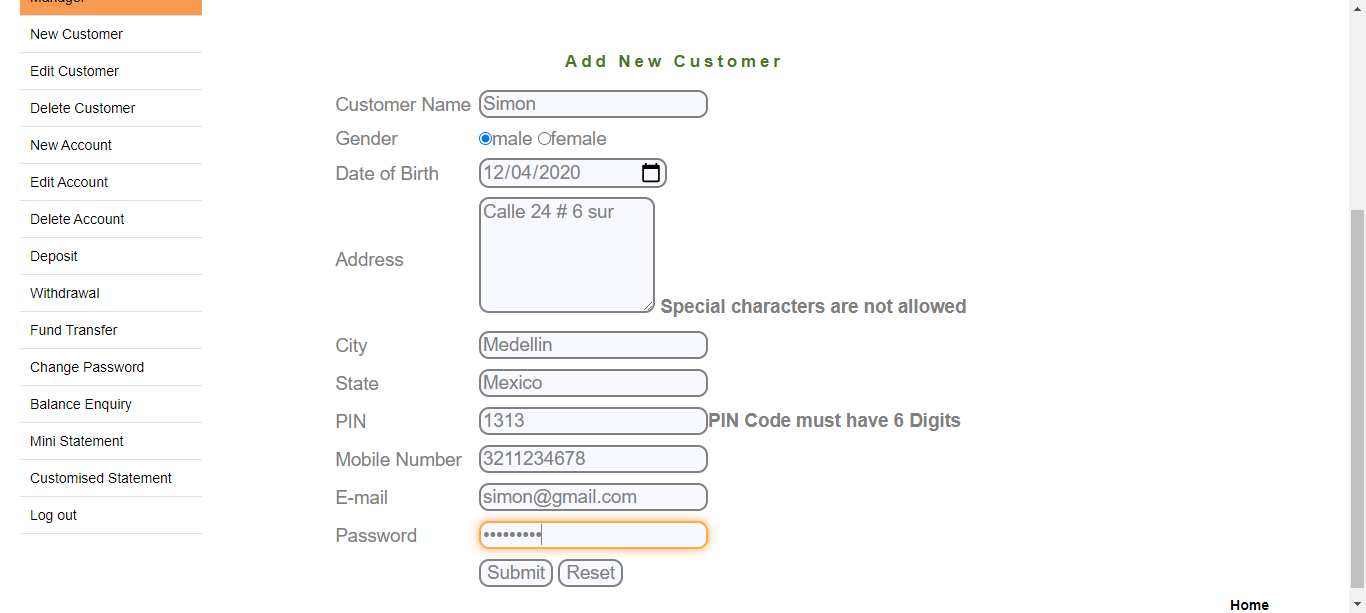 Manager
New Customer
Edit Customer
Delete Customer
New Account
Edit Account
Delete Account
Deposit
Withdrawal
Fund Transfer
Change Password
Balance Enquiry
Mini Statement
Customised Statement
Log out
Add New Customer
Customer Name Simon
Gender male female
Date of Birth 12/04/2020
Address Calle 24 # 6 sur
Special characters are not allowed
City Medellin
State Mexico
PIN 1313 PIN Code must have 6 Digits
Mobile Number 3211234678
E-mail simon@gmail.com
Password •••••••••
Submit Reset
Home